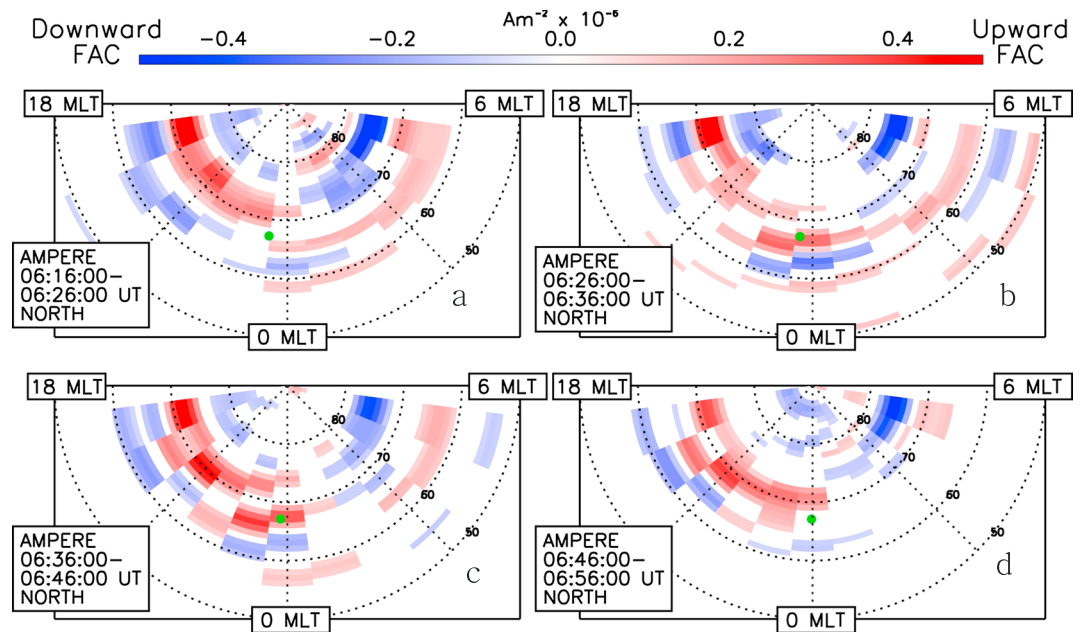 Am⁻² x 10⁻⁶
Downward FAC
-0.4 -0.2 0.0 0.2 0.4
Upward FAC
18 MLT
6 MLT
80
70
60
50
AMPERE
06:16:00-
06:26:00 UT
NORTH
0 MLT
a
18 MLT
6 MLT
80
70
60
50
AMPERE
06:26:00-
06:36:00 UT
NORTH
0 MLT
b
18 MLT
6 MLT
80
70
60
50
AMPERE
06:36:00-
06:46:00 UT
NORTH
0 MLT
c
18 MLT
6 MLT
80
70
60
50
AMPERE
06:46:00-
06:56:00 UT
NORTH
0 MLT
d